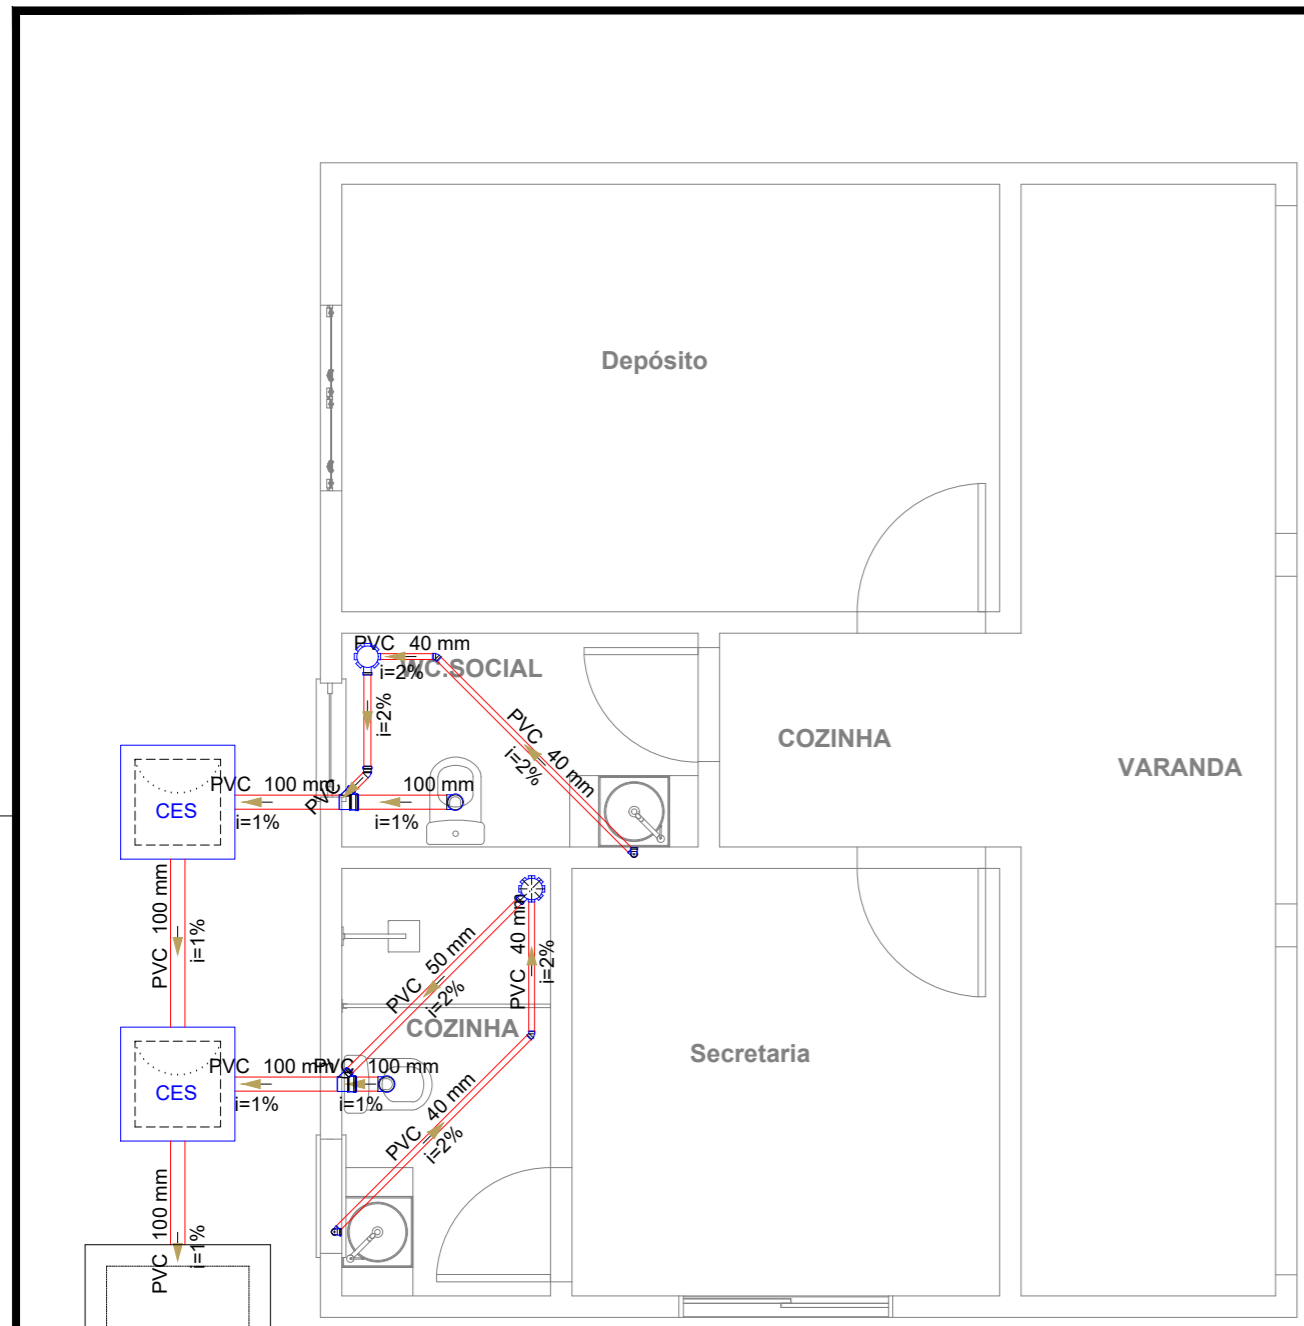 Depósito
PVC 40 mm
i=2%
WC.SOCIAL
i=2%
PVC 40 mm
i=2%
COZINHA
VARANDA
PVC 100 mm
i=1%
PVC
100 mm
i=1%
CES
PVC 100 mm
i=1%
PVC 50 mm
i=2%
PVC 40 mm
i=2%
COZINHA
Secretaria
PVC 100 mm
i=1%
PVC 100 mm
i=1%
CES
PVC 40 mm
i=2%
PVC 100 mm
i=1%